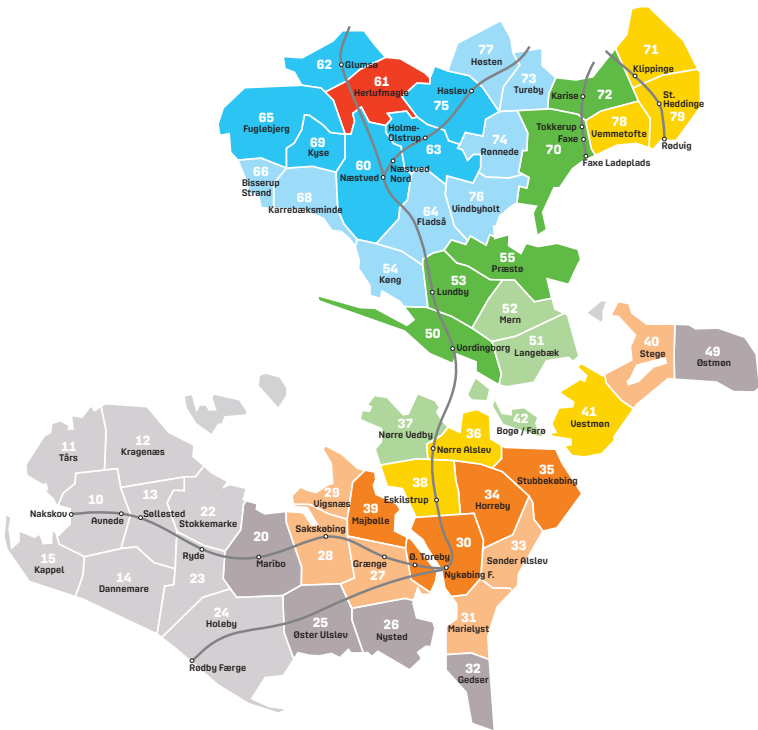 77
Høsten
71
62
Glumsø
73
Tureby
Klippinge
61
Herlufmagle
Haslev
75
Karise
72
St.
Heddinge
79
65
Fuglebjerg
Holme-
Olstrup
Tokkerup
Faxe
78
Vemmetofte
69
Kyse
60
Næstved
63
74
Rønnede
70
Rødvig
66
Bisserup
Strand
Næstved
Nord
Faxe Ladeplads
68
Karrebæksminde
76
Vindbyholt
64
Fladså
55
Præstø
54
Køng
53
Lundby
52
Mern
50
Vordingborg
51
Langebæk
40
Stege
49
Østmøn
41
Vestmøn
37
Nørre Vedby
42
Bogø / Farø
36
Nørre Alslev
11
Tårs
12
Kragenæs
35
Stubbekøbing
38
Eskilstrup
34
Horreby
29
Vigsnæs
39
Majbølle
10
13
Nakskov
Avnede
Søllested
22
Stokkemarke
20
Sakskøbing
30
33
Sønder Alslev
15
Kappel
Ryde
Maribo
28
Grænge
Ø. Toreby
27
Nykøbing F.
14
Dannemare
23
24
Holeby
25
Øster Ulslev
26
Nysted
31
Marielyst
Rødby Færge
32
Gedser